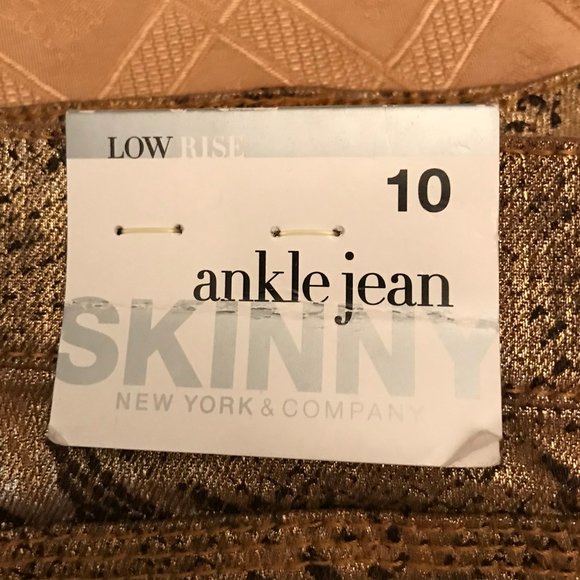 LOW RISE
10
ankle jean
SKINNY
NEW YORK & COMPANY